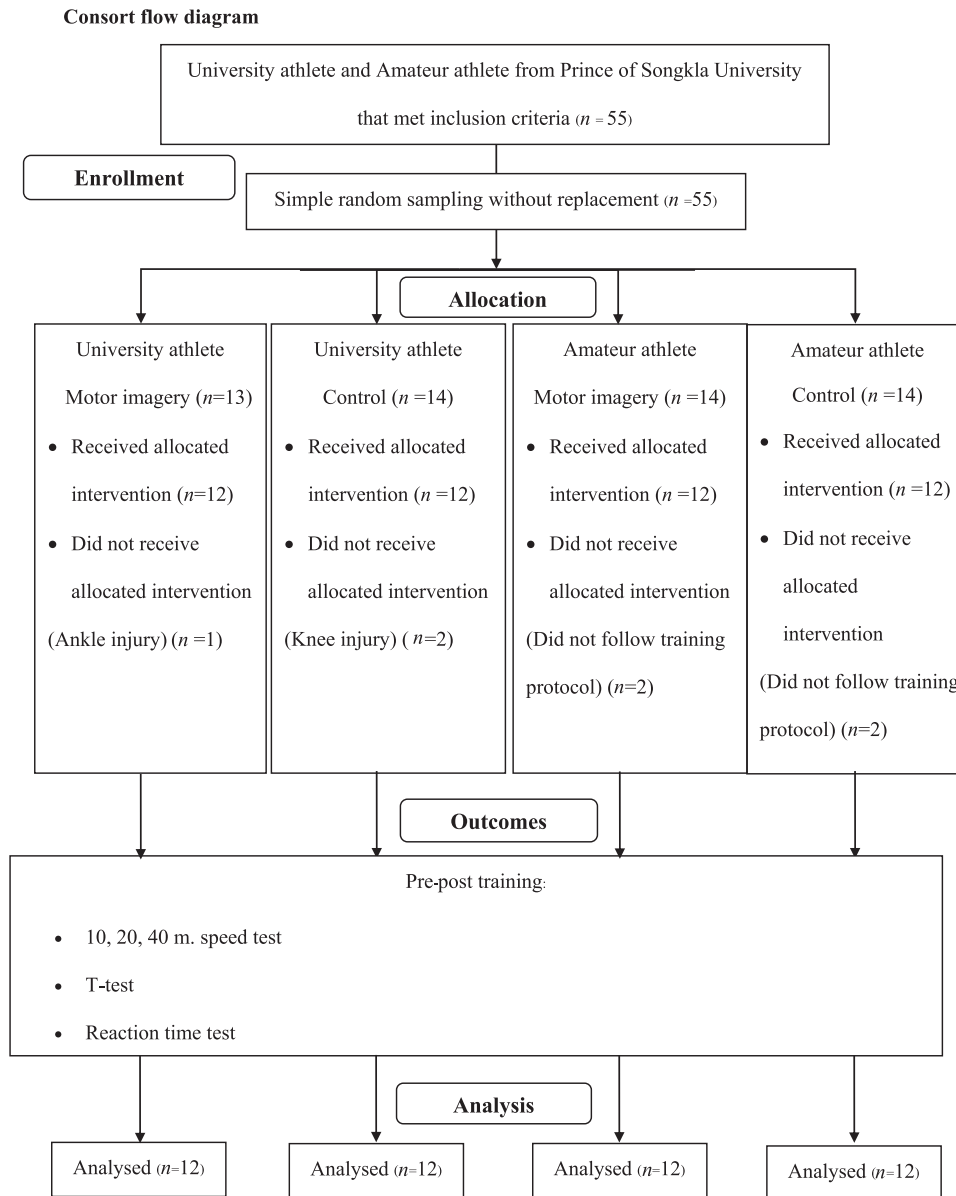 Consort flow diagram
University athlete and Amateur athlete from Prince of Songkla University
that met inclusion criteria (n = 55)
Enrollment
Simple random sampling without replacement (n =55)
Allocation
University athlete
Motor imagery (n=13)
• Received allocated
intervention (n=12)
• Did not receive
allocated intervention
(Ankle injury) (n =1)
University athlete
Control (n =14)
• Received allocated
intervention (n =12)
• Did not receive
allocated intervention
(Knee injury) ( n=2)
Amateur athlete
Motor imagery (n=14)
• Received allocated
intervention (n =12)
• Did not receive
allocated intervention
(Did not follow training
protocol) (n=2)
Amateur athlete
Control (n =14)
• Received allocated
intervention (n =12)
• Did not receive
allocated
intervention
(Did not follow training
protocol) (n=2)
Outcomes
Pre-post training:
• 10, 20, 40 m. speed test
• T-test
• Reaction time test
Analysis
Analysed (n=12)
Analysed (n=12)
Analysed (n=12)
Analysed (n=12)